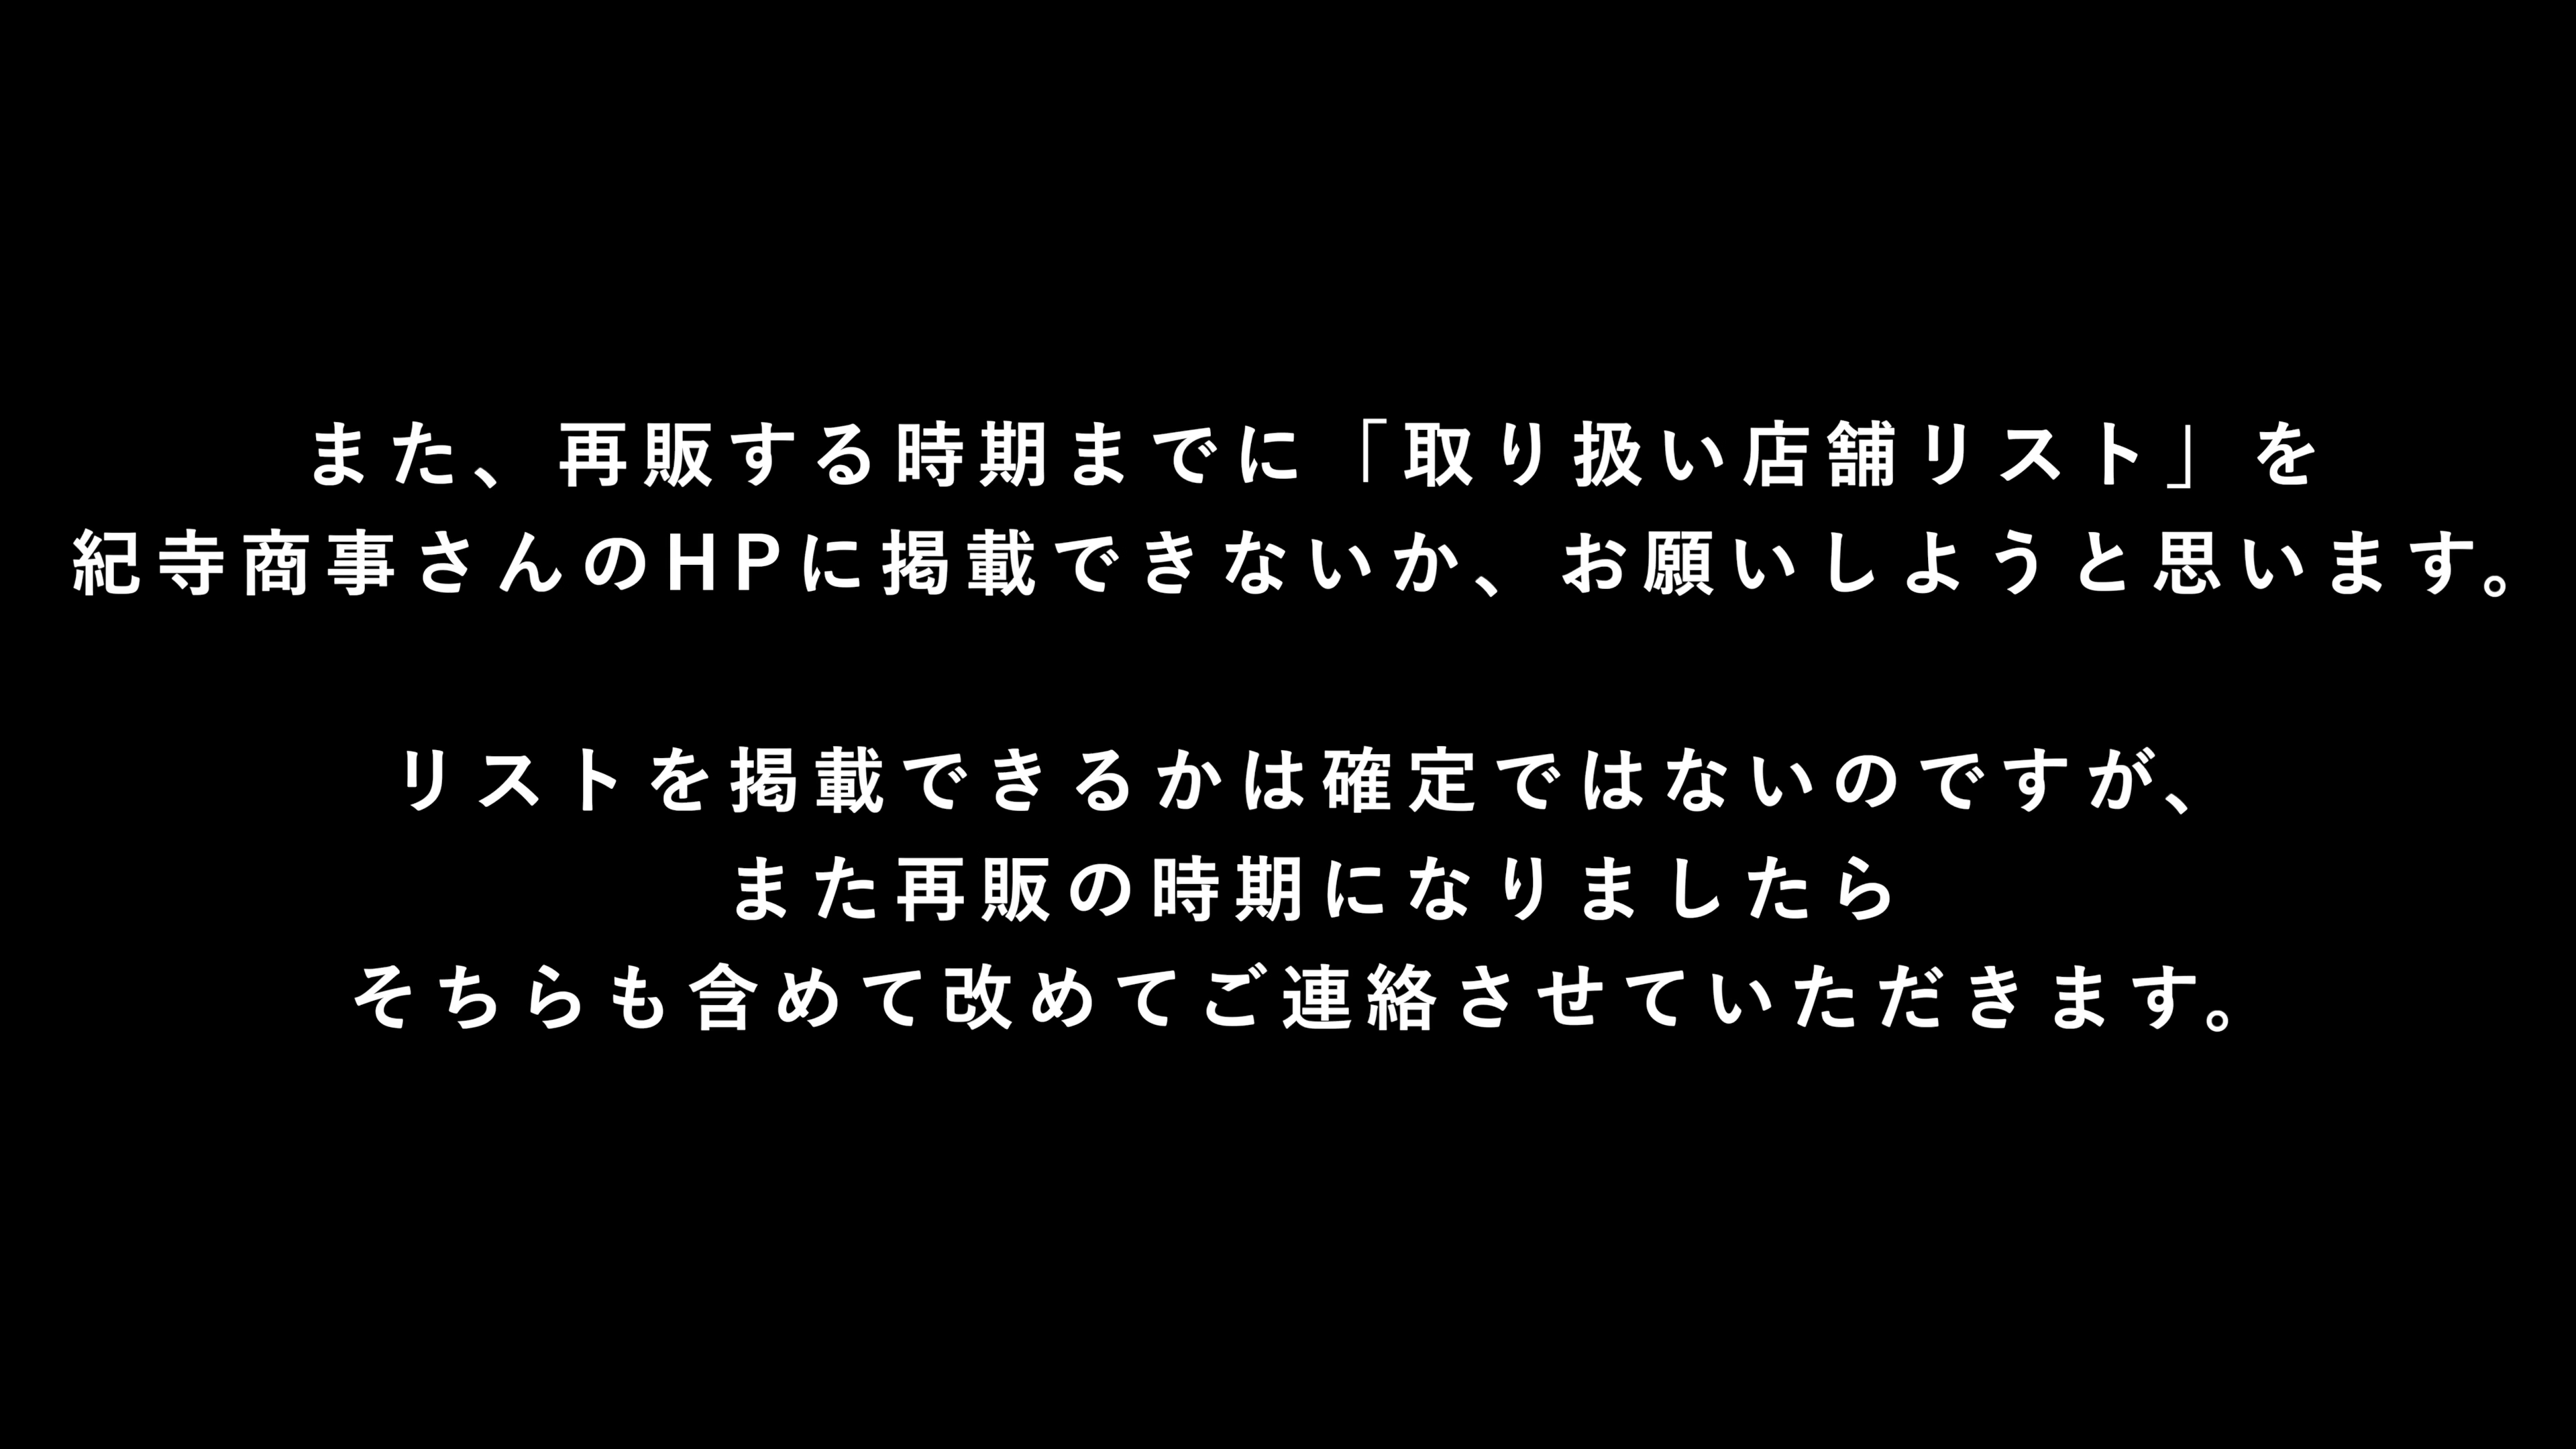 また、再販する時期までに「取り扱い店舗リスト」を
紀寺商事さんのHPに掲載できないか、お願いしようと思います。
リストを掲載できるかは確定ではないのですが、
また再販の時期になりましたら
そちらも含めて改めてご連絡させていただきます。